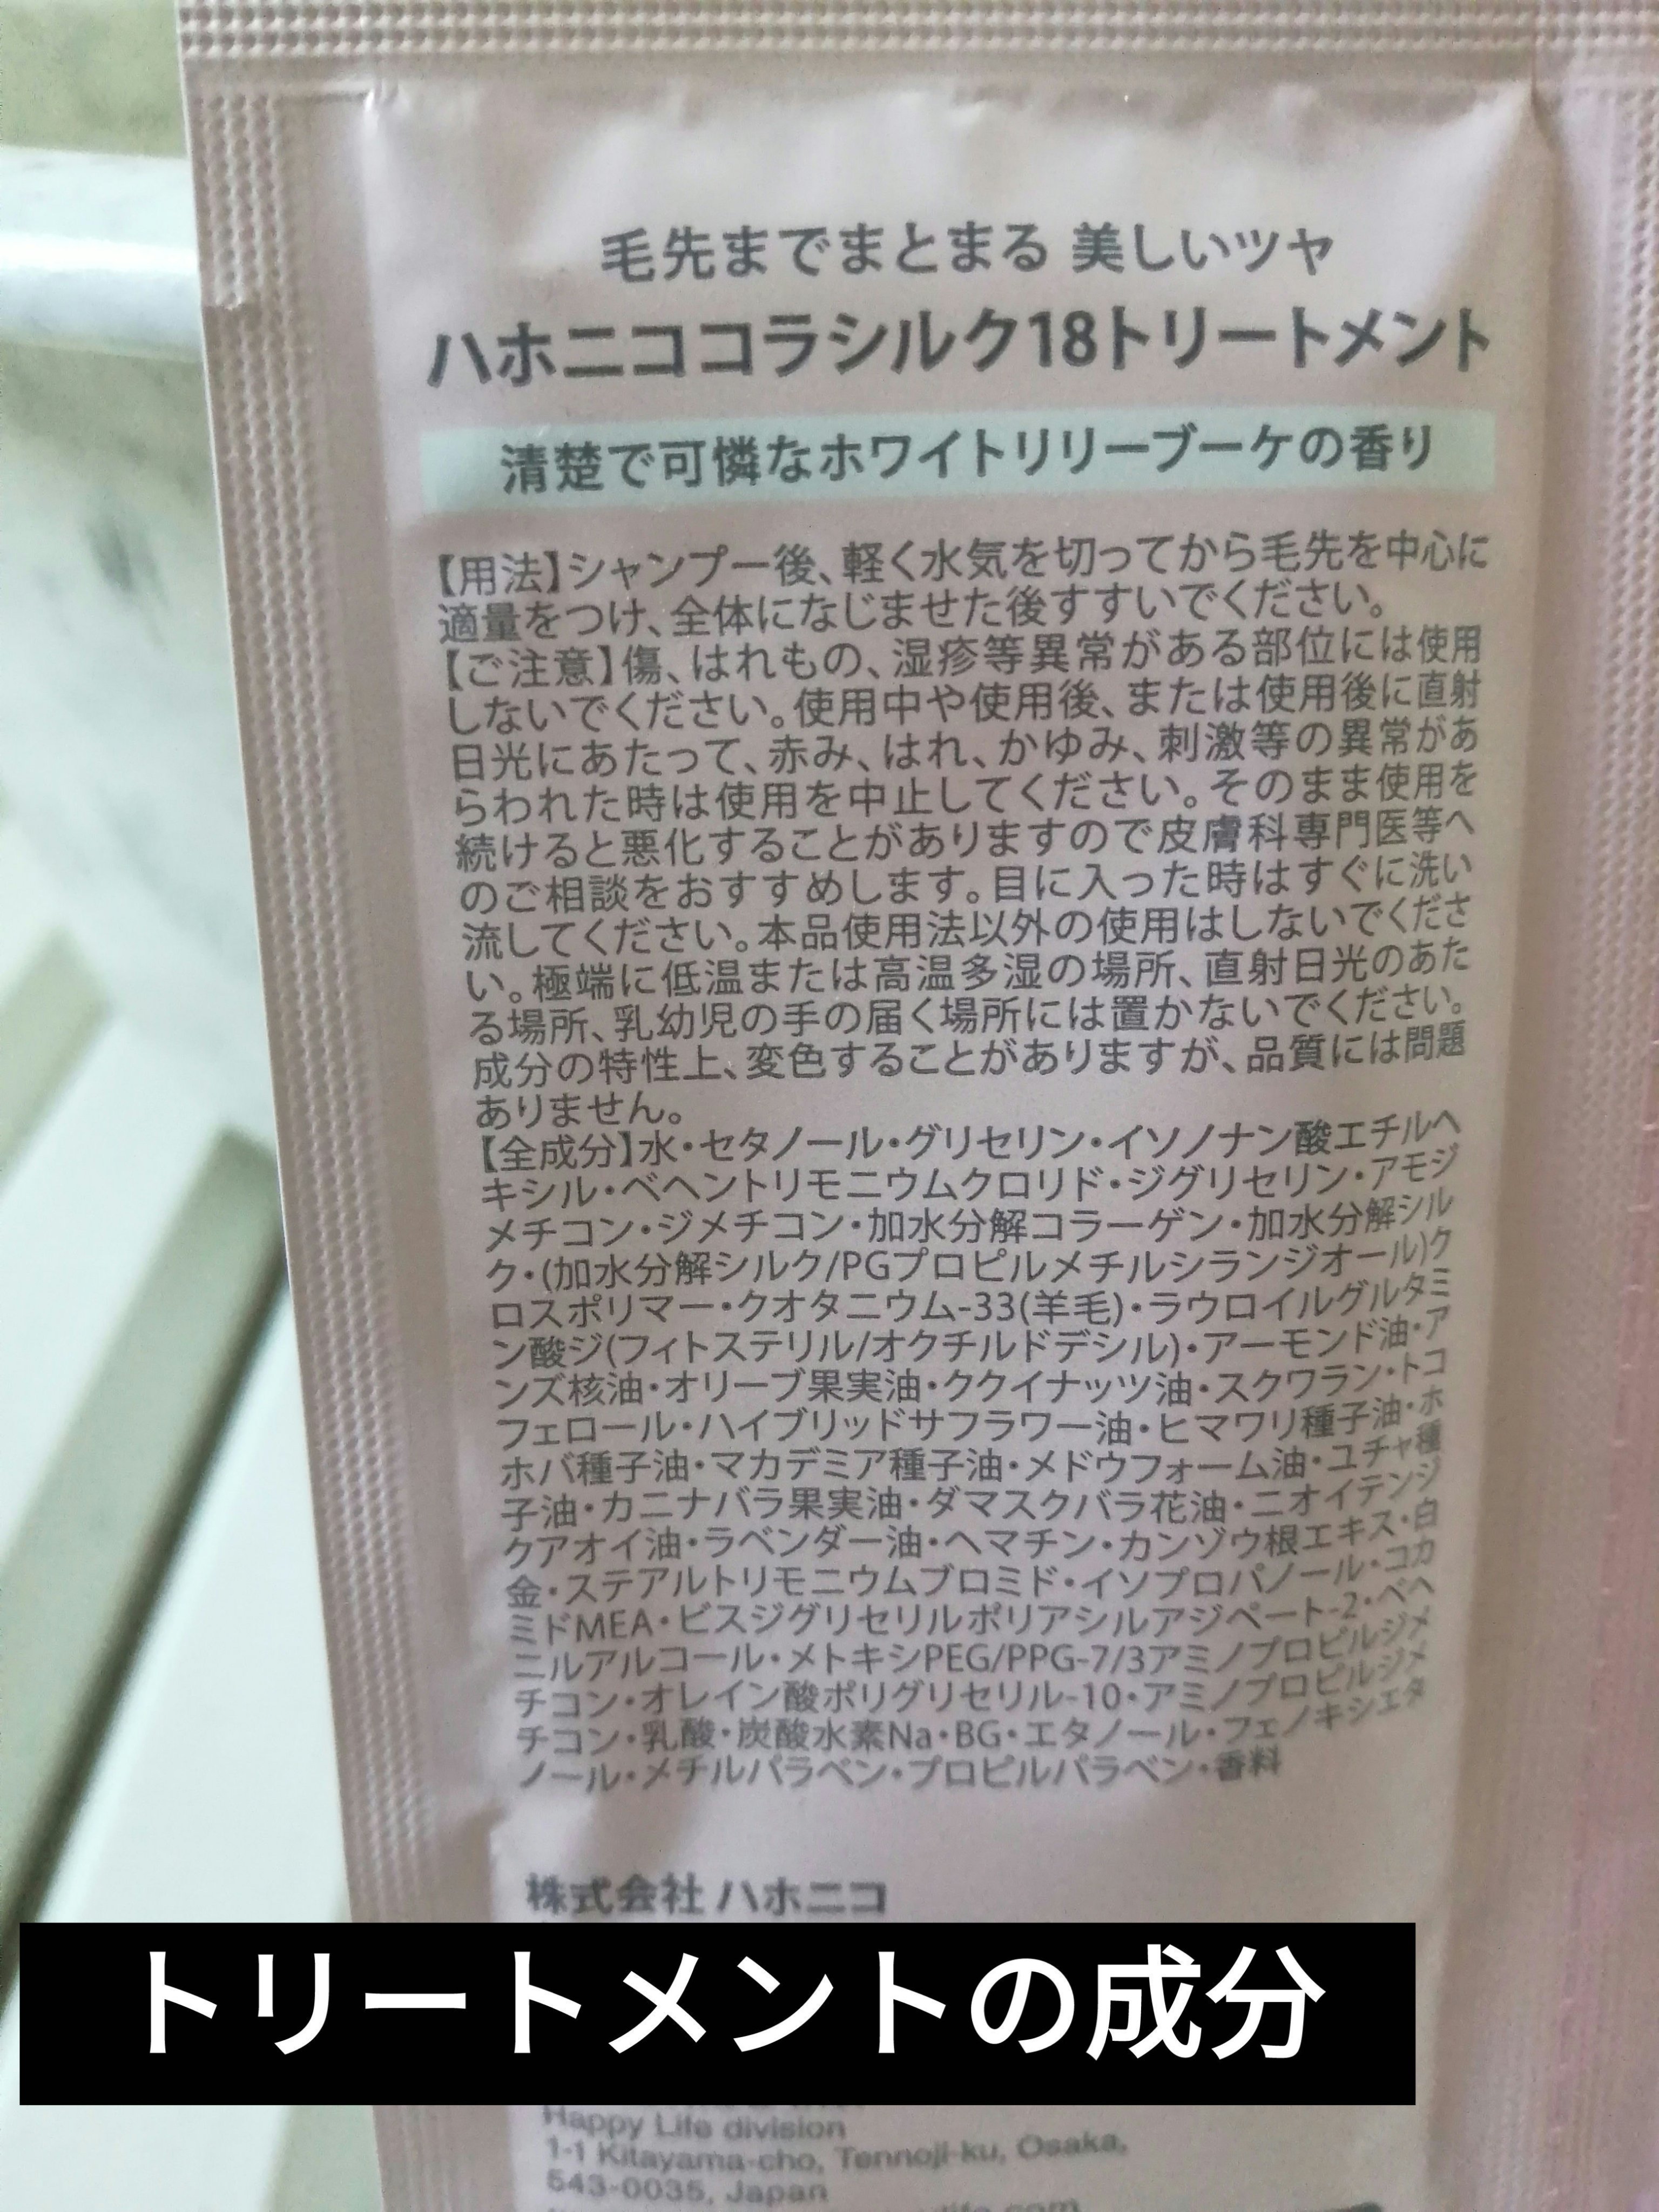 毛先までまとまる 美しいツヤ
ハホニココラシルク18トリートメント
清楚で可憐なホワイトリリーブーケの香り
【用法】シャンプー後、軽く水気を切ってから毛先を中心に
適量をつけ、全体になじませた後すすいでください。
【ご注意】傷、はれもの、湿疹等異常がある部位には使用
しないでください。使用中や使用後、または使用後に直射
日光にあたって、赤み、はれ、かゆみ、刺激等の異常があ
らわれた時は使用を中止してください。そのまま使用を
続けると悪化することがありますので皮膚科専門医等へ
のご相談をおすすめします。目に入った時はすぐに洗い
流してください。本品使用法以外の使用はしないでくださ
い。極端に低温または高温多湿の場所、直射日光のあた
る場所、乳幼児の手の届く場所には置かないでください。
成分の特性上、変色することがありますが、品質には問題
ありません。
【全成分】水・セタノール・グリセリン・イソノナン酸エチルヘ
キシル・ベヘントリモニウムクロリド・ジグリセリン・アモジ
メチコン・ジメチコン・加水分解コラーゲン・加水分解シル
ク・(加水分解シルク/PGプロピルメチルシランジオール)ク
ロスポリマー・クオタニウム-33(羊毛)・ラウロイルグルタミ
ン酸ジ(フィトステリル/オクチルドデシル)・アーモンド油・ア
ンズ核油・オリーブ果実油・ククイナッツ油・スクワラン・トコ
フェロール・ハイブリッドサフラワー油・ヒマワリ種子油・ホ
ホバ種子油・マカデミア種子油・メドウフォーム油・ユチャ種
子油・カニナバラ果実油・ダマスクバラ花油・ニオイテンジ
クアオイ油・ラベンダー油・ヘマチン・カンゾウ根エキス・白
金・ステアルトリモニウムブロミド・イソプロパノール・コカ
ミドMEA・ビスジグリセリルポリアシルアジペート-2・ベヘ
ニルアルコール・メトキシPEG/PPG-7/3アミノプロピルジメ
チコン・オレイン酸ポリグリセリル-10・アミノプロピルジメ
チコン・乳酸・炭酸水素Na・BG・エタノール・フェノキシエタ
ノール・メチルパラベン・プロピルパラベン・香料
株式会社 ハホニコ
トリートメントの成分
Happy Life division
1-1 Kitayama-cho, Tennoji-ku, Osaka,
543-0035, Japan